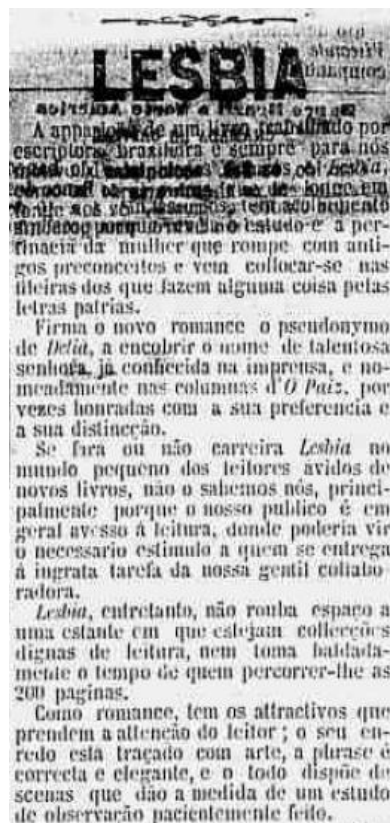 LESBIA
A apparição de um livro trabalhado por
escriptora brazileira é sempre para nós
sincero porque revela o estudo e a per-
tinacia da mulher que rompe com anti-
gos preconceitos e vem collocar-se nas
fileiras dos que fazem alguma coisa pelas
letras patrias.
Firma o novo romance o pseudonymo
de Delia, a encobrir o nome de talentosa
senhora, já conhecida na imprensa, e no-
meadamente nas columnas d'O Paiz, por
vezes honradas com a sua preferencia e
a sua distincção.
Se fará ou não carreira Lesbia no
mundo pequeno dos leitores ávidos de
novos livros, não o sabemos nós, princi-
palmente porque o nosso publico é em
geral avesso á leitura, donde poderia vir
o necessario estimulo a quem se entrega
á ingrata tarefa da nossa gentil collabo-
radora.
Lesbia, entretanto, não rouba espaço a
uma estante em que estejam collecções
dignas de leitura, nem toma baldada-
mente o tempo de quem percorrer-lhe as
200 paginas.
Como romance, tem os attractivos que
prendem a attenção do leitor ; o seu en-
redo está traçado com arte, a phrase é
correcta e elegante, e o todo dispõe de
scenas que dão a medida de um estudo
de observação pacientemente feito.